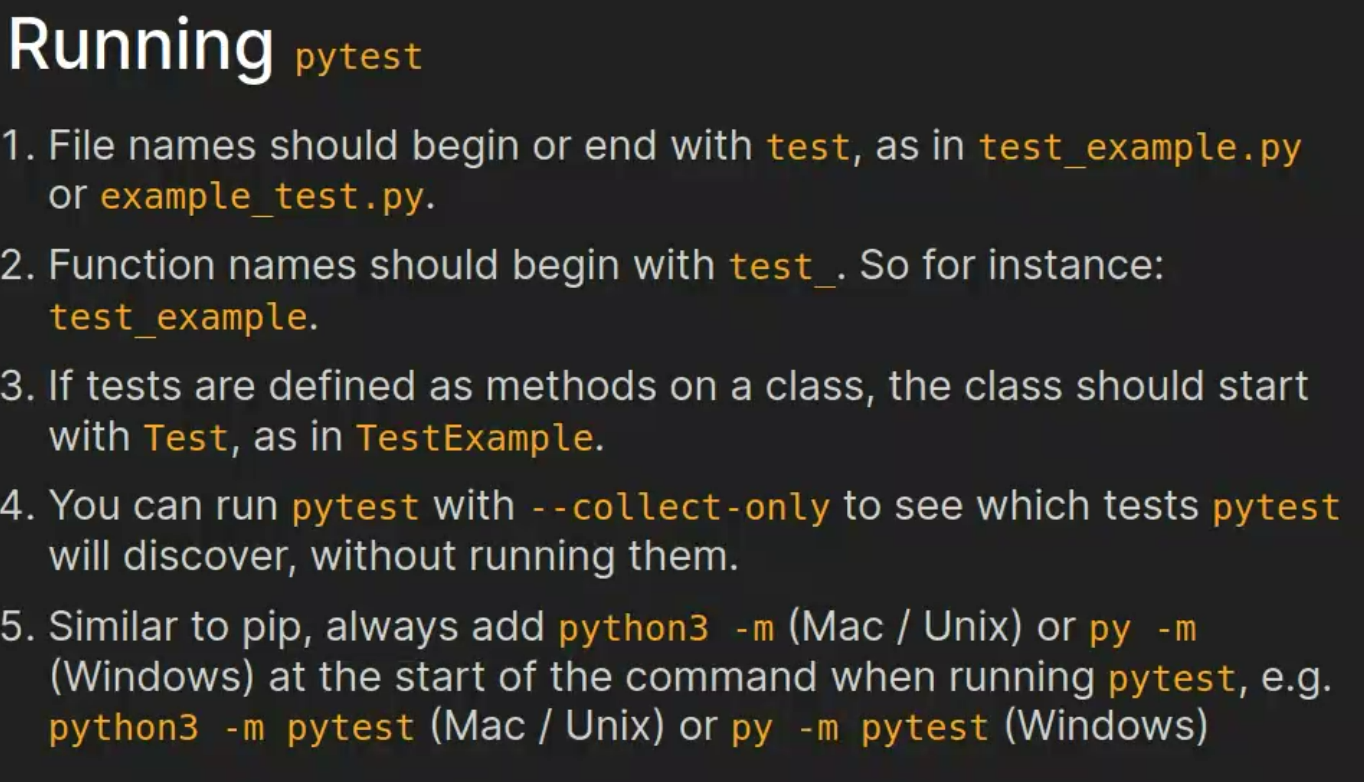 Running pytest
1. File names should begin or end with test, as in test_example.py
or example_test.py.
2. Function names should begin with test_. So for instance:
test_example.
3. If tests are defined as methods on a class, the class should start
with Test, as in TestExample.
4. You can run pytest with --collect-only to see which tests pytest
will discover, without running them.
5. Similar to pip, always add python3 -m (Mac / Unix) or py -m
(Windows) at the start of the command when running pytest, e.g.
python3 -m pytest (Mac / Unix) or py -m pytest (Windows)